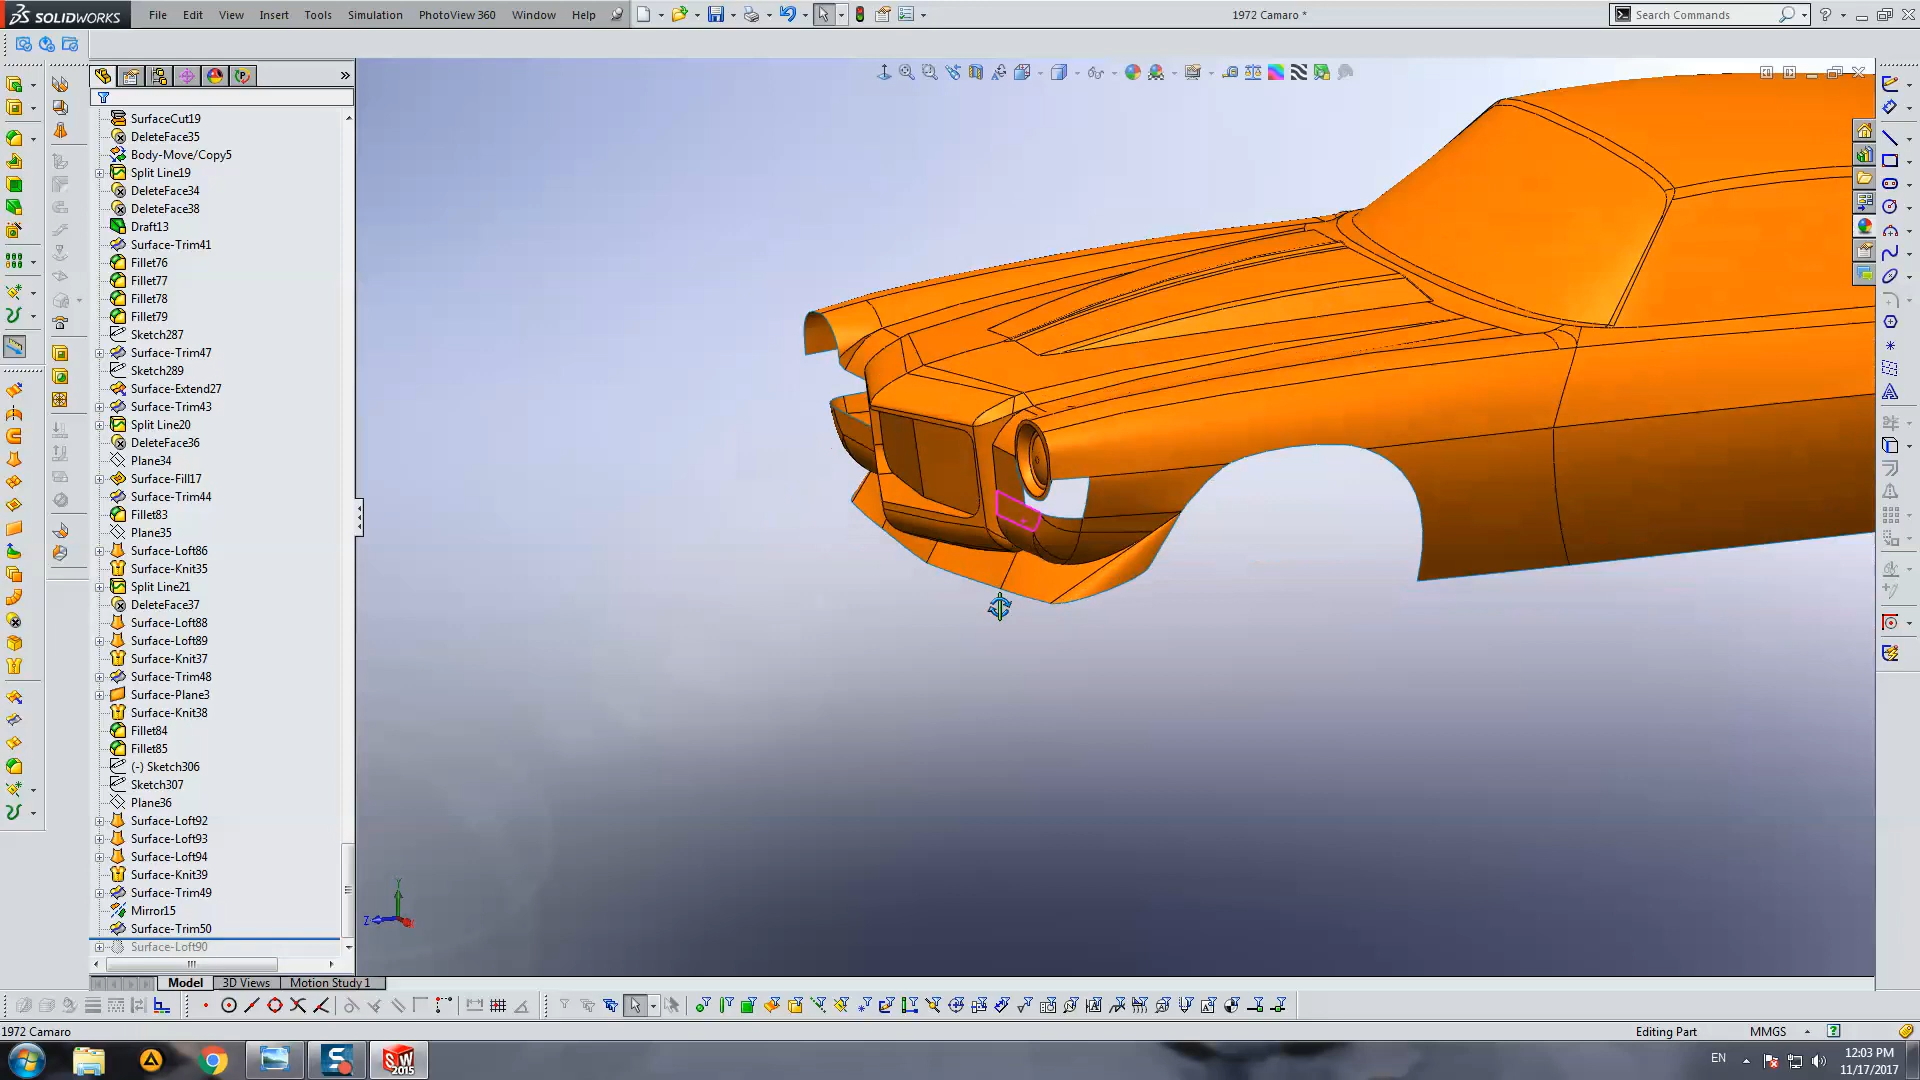 SOLIDWORKS
File Edit View Insert Tools Simulation PhotoView 360 Window Help
1972 Camaro *
Search Commands
SurfaceCut19
DeleteFace35
Body-Move/Copy5
Split Line19
DeleteFace34
DeleteFace38
Draft13
Surface-Trim41
Fillet76
Fillet77
Fillet78
Fillet79
Sketch287
Surface-Trim47
Sketch289
Surface-Extend27
Surface-Trim43
Split Line20
DeleteFace36
Plane34
Surface-Fill17
Surface-Trim44
Fillet83
Plane35
Surface-Loft86
Surface-Knit35
Split Line21
DeleteFace37
Surface-Loft88
Surface-Loft89
Surface-Knit37
Surface-Trim48
Surface-Plane3
Surface-Knit38
Fillet84
Fillet85
(-) Sketch306
Sketch307
Plane36
Surface-Loft92
Surface-Loft93
Surface-Loft94
Surface-Knit39
Surface-Trim49
Mirror15
Surface-Trim50
Surface-Loft90
Y
Z
Model 3D Views Motion Study 1
1972 Camaro
Editing Part MMGS
SW 2015
EN
12:03 PM
11/17/2017